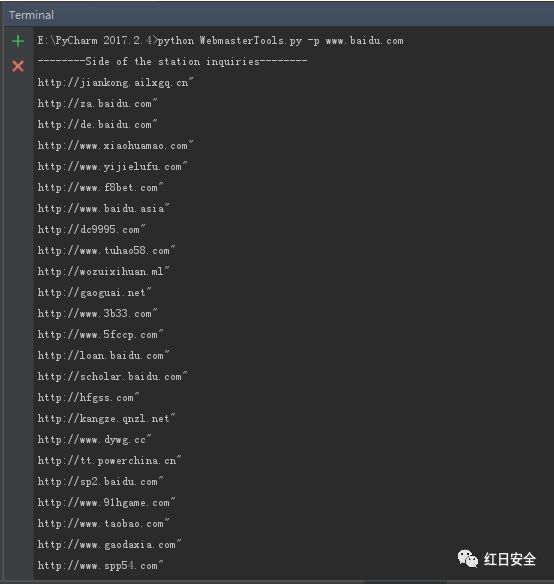 Terminal
E:\PyCharm 2017.2.4>python WebmasterTools.py -p www.baidu.com
--------Side of the station inquiries--------
http://jiankong.ailxgq.cn"
http://za.baidu.com"
http://de.baidu.com"
http://www.xiaohuamao.com"
http://www.yijielufu.com"
http://www.f8bet.com"
http://www.baidu.asia"
http://dc9995.com"
http://www.tuhao58.com"
http://wozuixihuan.ml"
http://gaoguai.net"
http://www.3b33.com"
http://www.5fccp.com"
http://loan.baidu.com"
http://scholar.baidu.com"
http://hfgss.com"
http://kangze.qnzl.net"
http://www.dywg.cc"
http://tt.powerchina.cn"
http://sp2.baidu.com"
http://www.91hgame.com"
http://www.taobao.com"
http://www.gaodaxia.com"
http://www.spp54.com"
红日安全